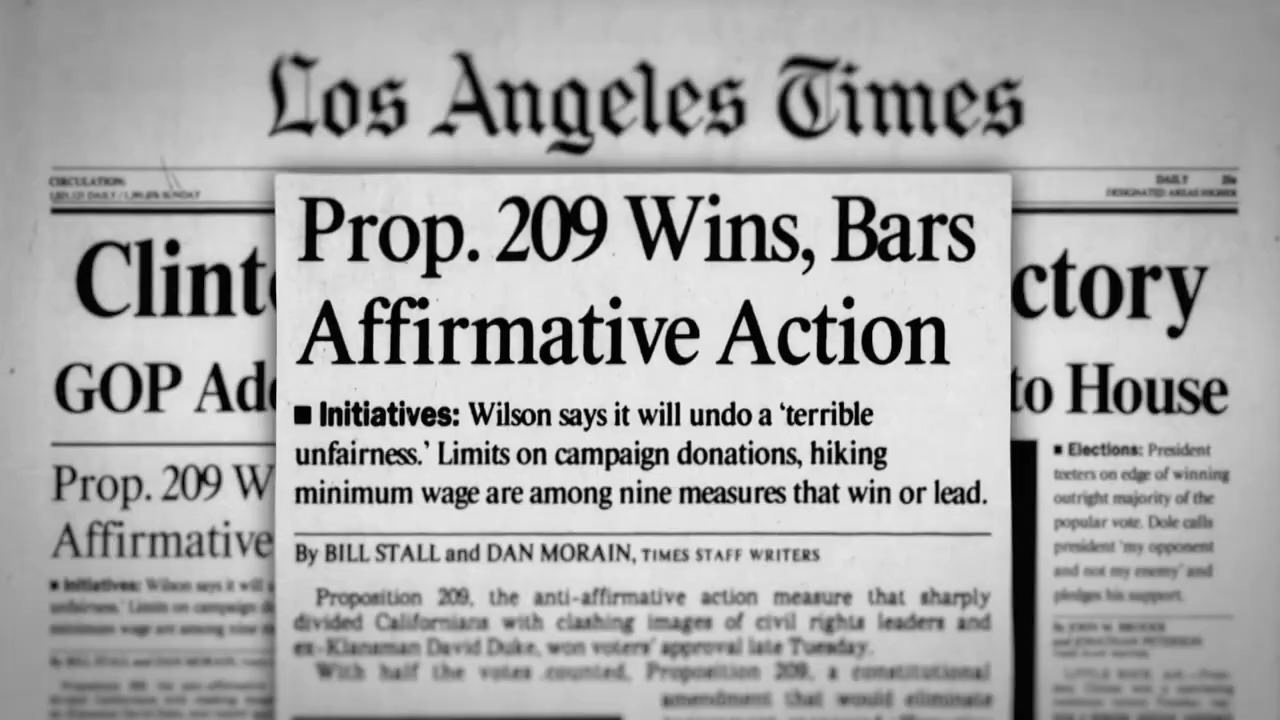 Los Angeles Times
CIRCULATION:
DAILY
DESIGNATED AREAS HIGHER
Clint
ctory
GOP Ad
to House
Prop. 209 W
Affirmative
■ Initiatives: Wilson says it will
unfairness.' Limits on campaign
minimum wage are among nine
Prop. 209 Wins, Bars
Affirmative Action
■ Initiatives: Wilson says it will undo a 'terrible
unfairness.' Limits on campaign donations, hiking
minimum wage are among nine measures that win or lead.
By BILL STALL and DAN MORAIN, TIMES STAFF WRITERS
Proposition 209, the anti-affirmative action measure that sharply
divided Californians with clashing images of civil rights leaders and
ex-Klansman David Duke, won voters' approval late Tuesday.
With half the votes counted, Proposition 209, a constitutional
amendment that would eliminate
■ Elections: President
teeters on edge of winning
outright majority of the
popular vote. Dole calls
president 'my opponent
and not my enemy' and
pledges his support.